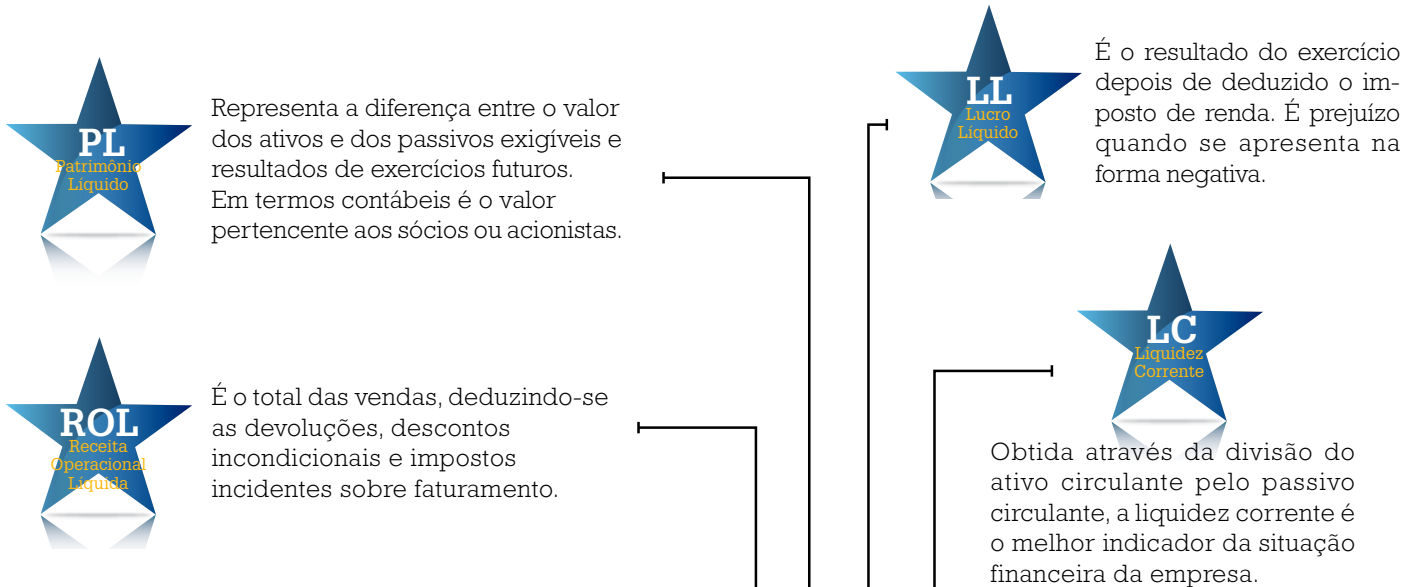 PL
Patrimônio
Líquido
Representa a diferença entre o valor
dos ativos e dos passivos exigíveis e
resultados de exercícios futuros.
Em termos contábeis é o valor
pertencente aos sócios ou acionistas.
ROL
Receita
Operacional
Líquida
É o total das vendas, deduzindo-se
as devoluções, descontos
incondicionais e impostos
incidentes sobre faturamento.
LL
Lucro
Líquido
É o resultado do exercício
depois de deduzido o im-
posto de renda. É prejuízo
quando se apresenta na
forma negativa.
LC
Liquidez
Corrente
Obtida através da divisão do
ativo circulante pelo passivo
circulante, a liquidez corrente é
o melhor indicador da situação
financeira da empresa.